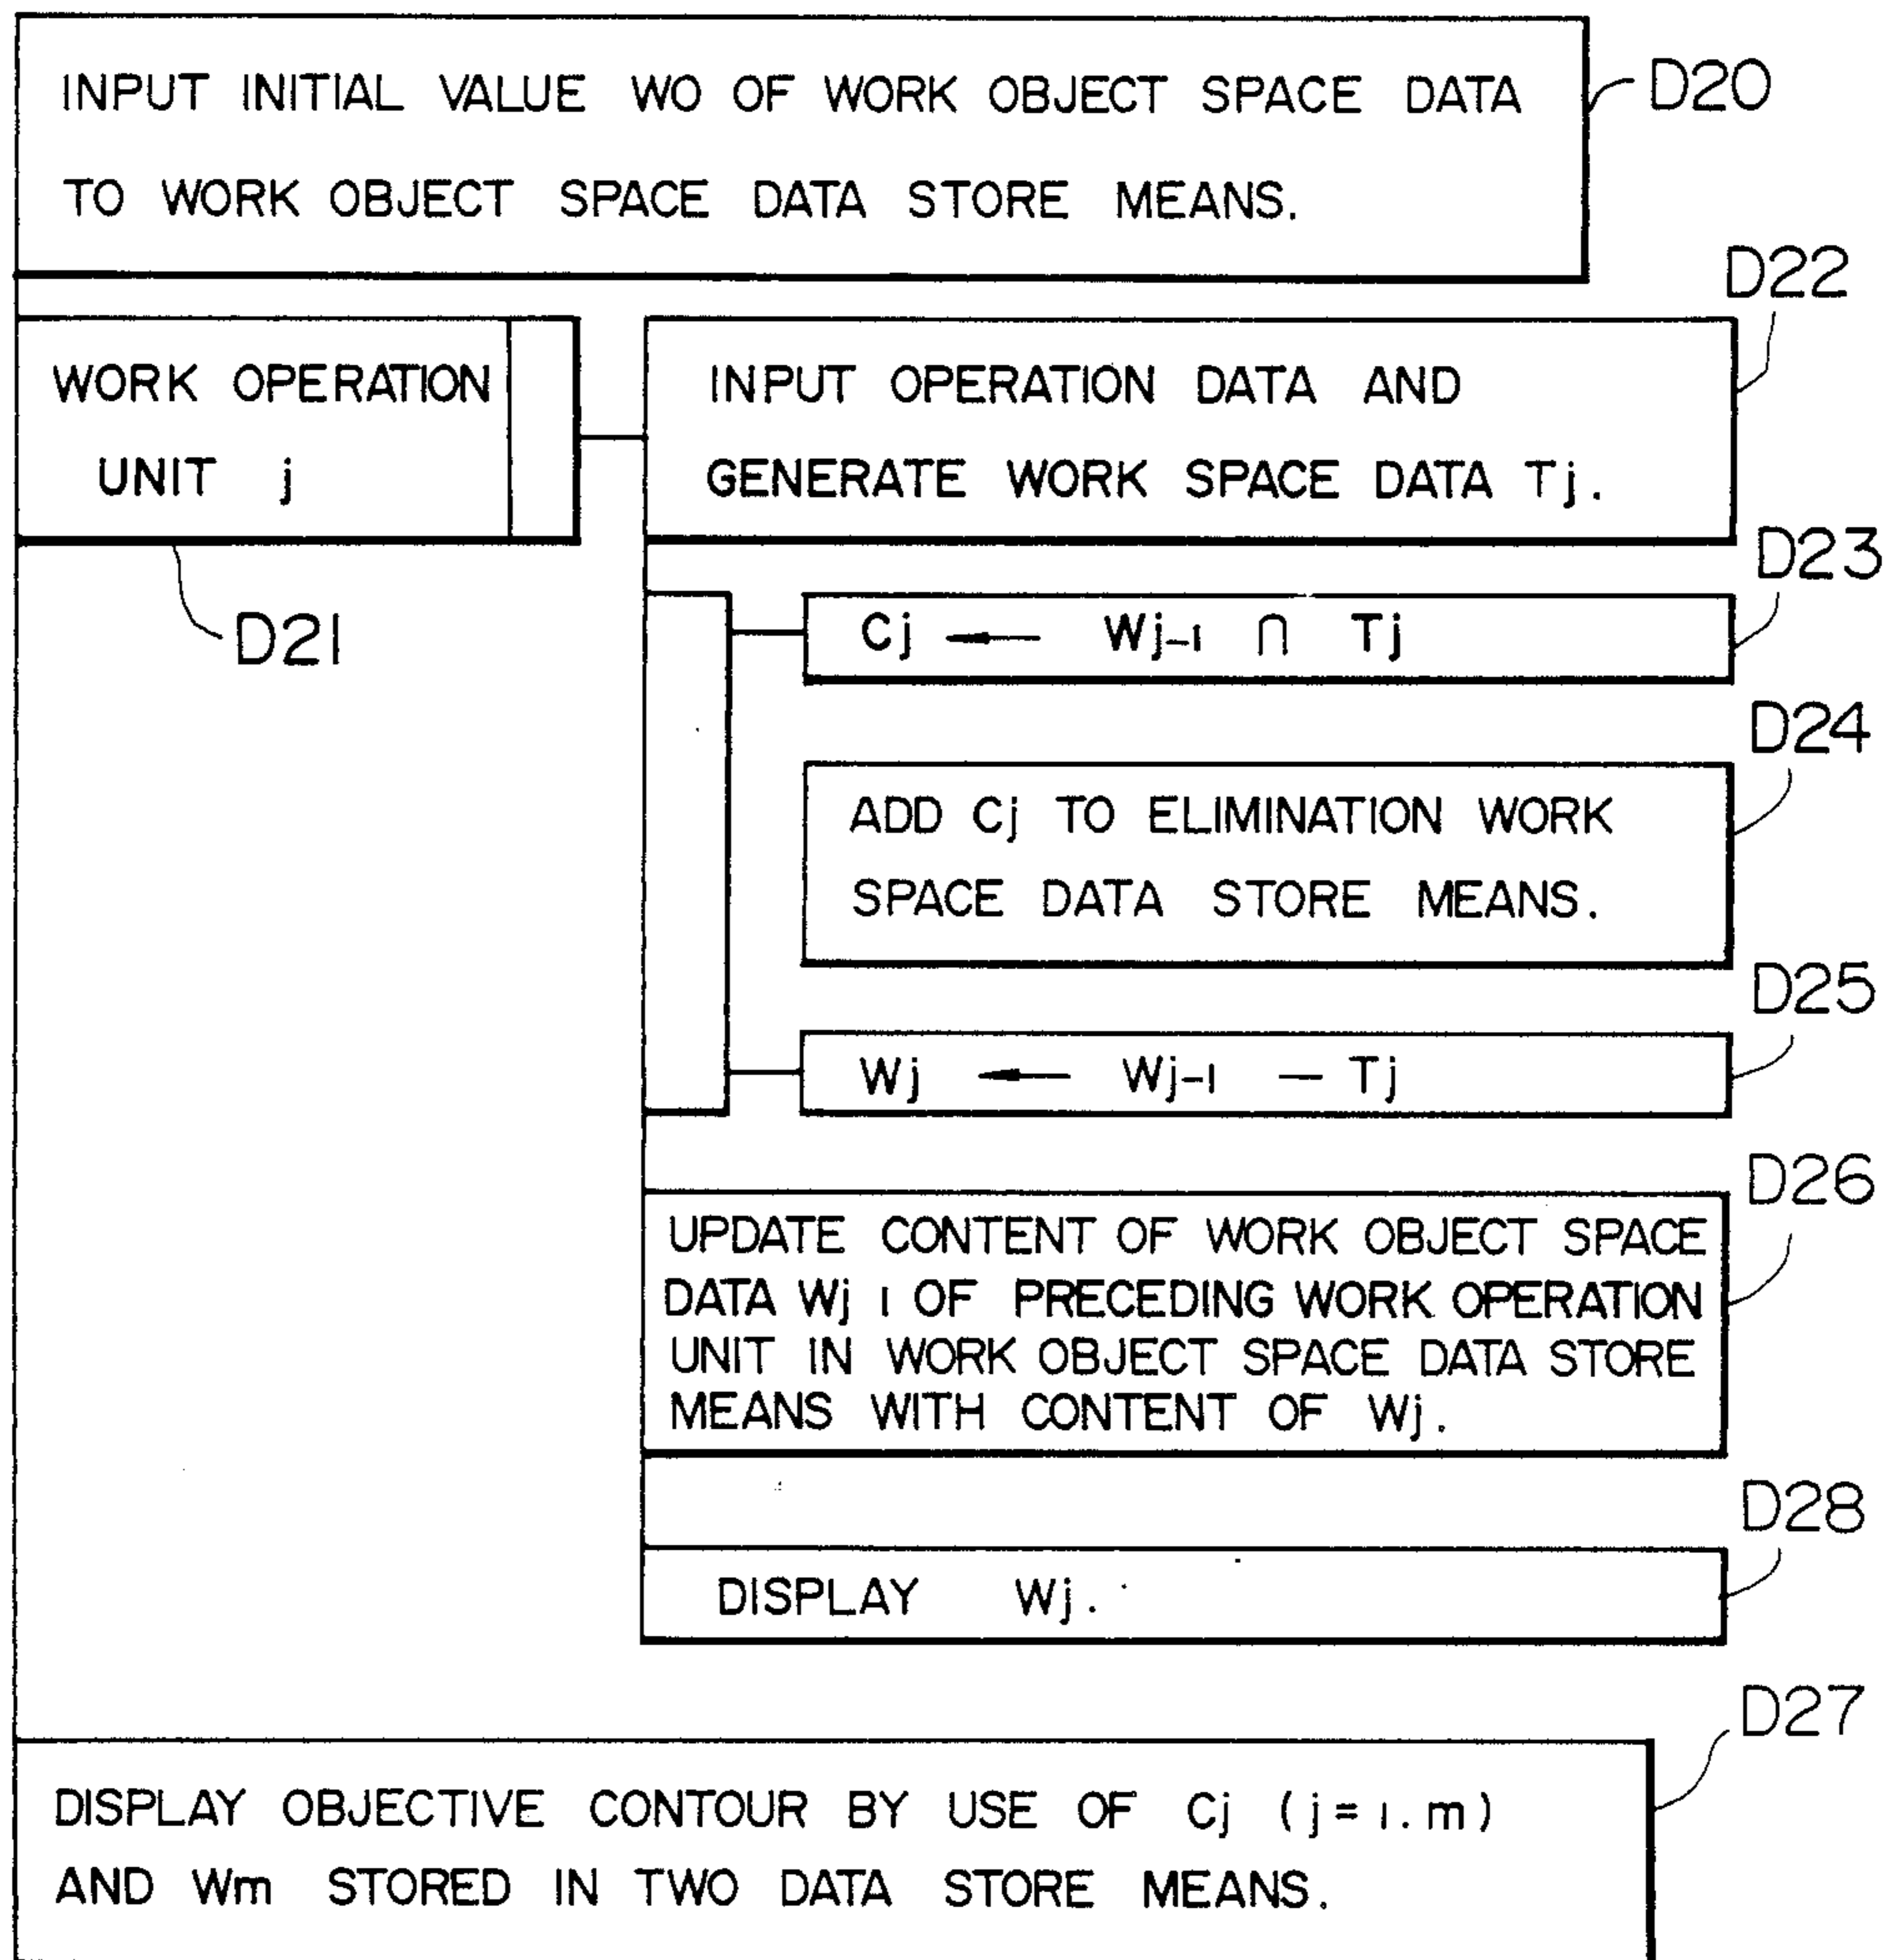 INPUT INITIAL VALUE W0 OF WORK OBJECT SPACE DATA
TO WORK OBJECT SPACE DATA STORE MEANS.
D20
WORK OPERATION
UNIT j
D21
INPUT OPERATION DATA AND
GENERATE WORK SPACE DATA Tj.
D22
Cj ← Wj-1 ∩ Tj
D23
ADD Cj TO ELIMINATION WORK
SPACE DATA STORE MEANS.
D24
Wj ← Wj-1 − Tj
D25
UPDATE CONTENT OF WORK OBJECT SPACE
DATA Wj 1 OF PRECEDING WORK OPERATION
UNIT IN WORK OBJECT SPACE DATA STORE
MEANS WITH CONTENT OF Wj.
D26
DISPLAY Wj.
D28
DISPLAY OBJECTIVE CONTOUR BY USE OF Cj (j=1.m)
AND Wm STORED IN TWO DATA STORE MEANS.
D27